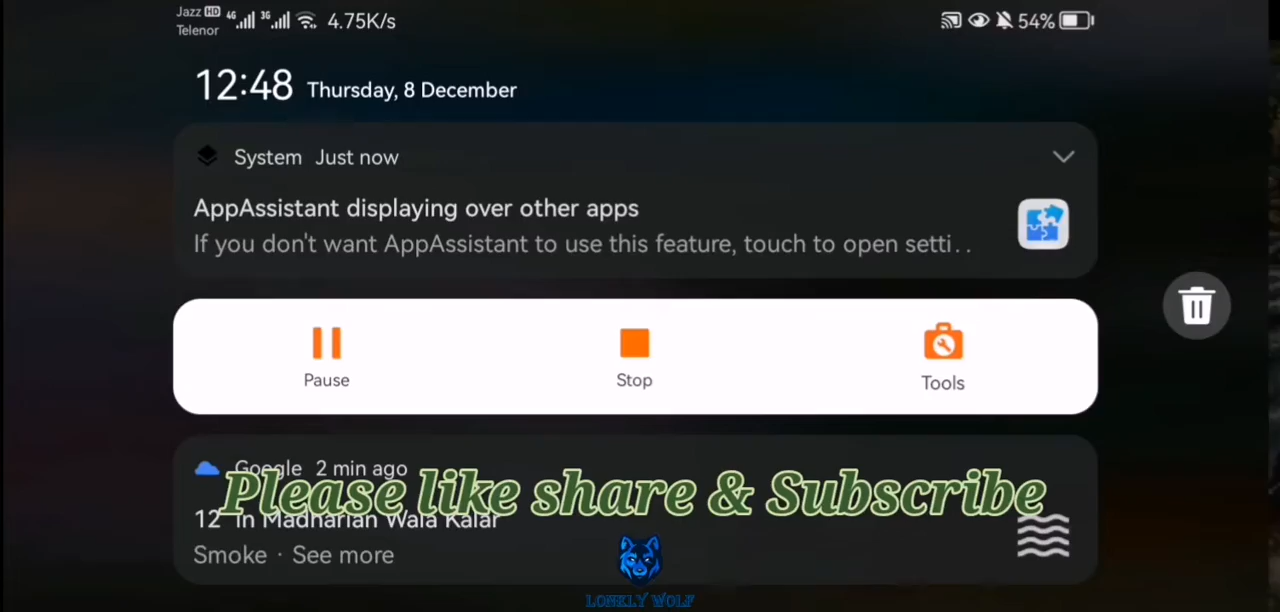 Jazz HD 4G 3G 4.75K/s 54%
Telenor
12:48 Thursday, 8 December
System Just now
AppAssistant displaying over other apps
If you don't want AppAssistant to use this feature, touch to open setti..
Pause Stop Tools
Google 2 min ago
Please like share & Subscribe
12° in Madharian Wala Kalar
Smoke · See more
LONELY WOLF